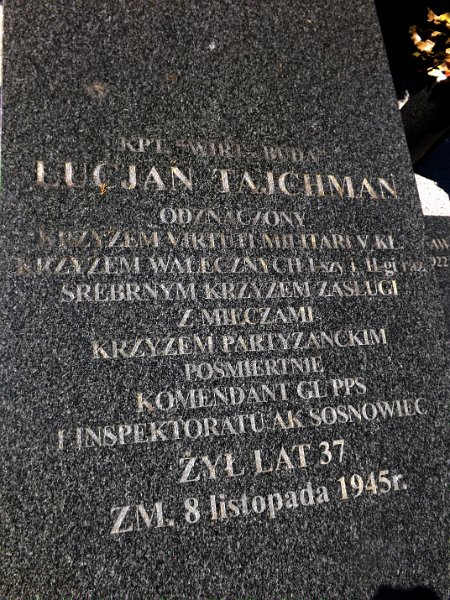 KPT. "WIRT - BUDA"
LUCJAN TAJCHMAN
ODZNACZONY
KRZYŻEM VIRTUTI MILITARI V KL.
KRZYŻEM WALECZNYCH I-szy i II-gi raz
SREBRNYM KRZYŻEM ZASŁUGI
Z MIECZAMI
KRZYŻEM PARTYZANCKIM
POŚMIERTNIE
KOMENDANT GL PPS
I INSPEKTORATU AK SOSNOWIEC
ŻYŁ LAT 37
ZM. 8 listopada 1945r.